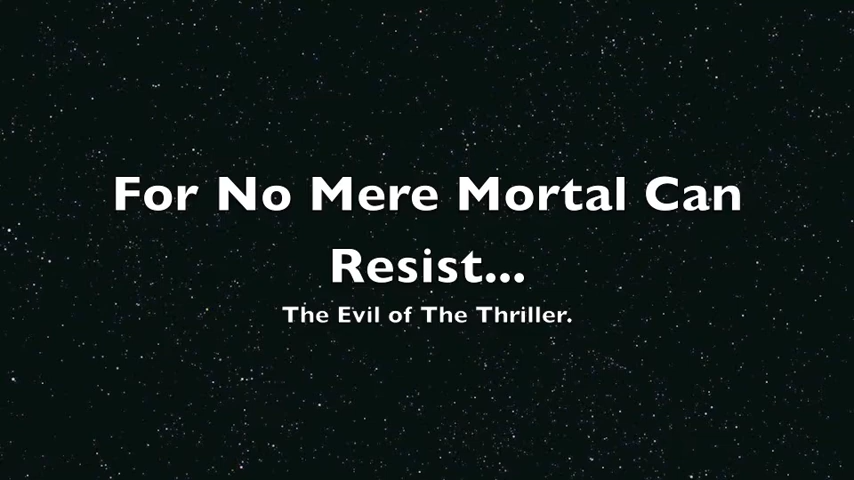 For No Mere Mortal Can
Resist...
The Evil of The Thriller.